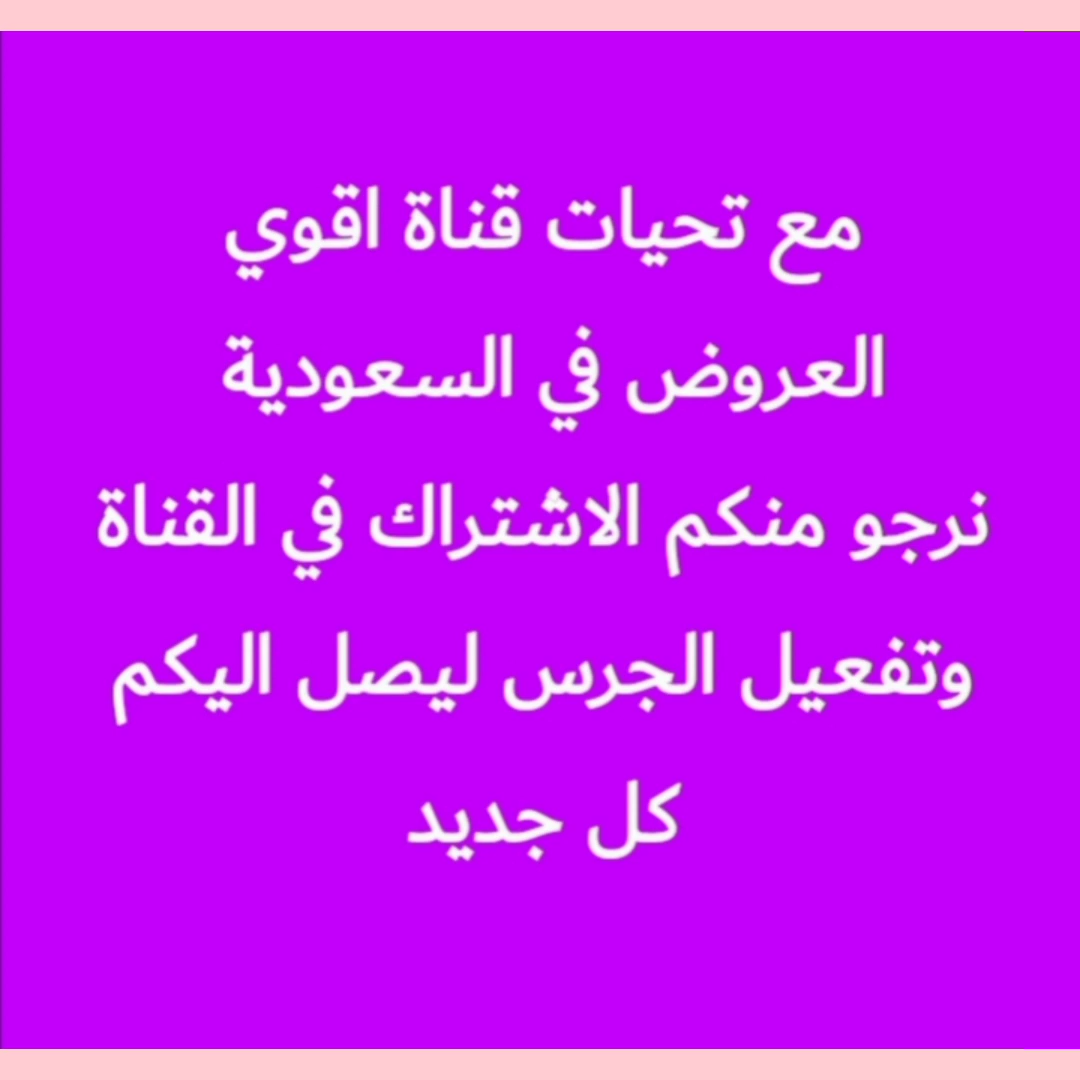 مع تحيات قناة اقوي
العروض في السعودية
نرجو منكم الاشتراك في القناة
وتفعيل الجرس ليصل اليكم
كل جديد